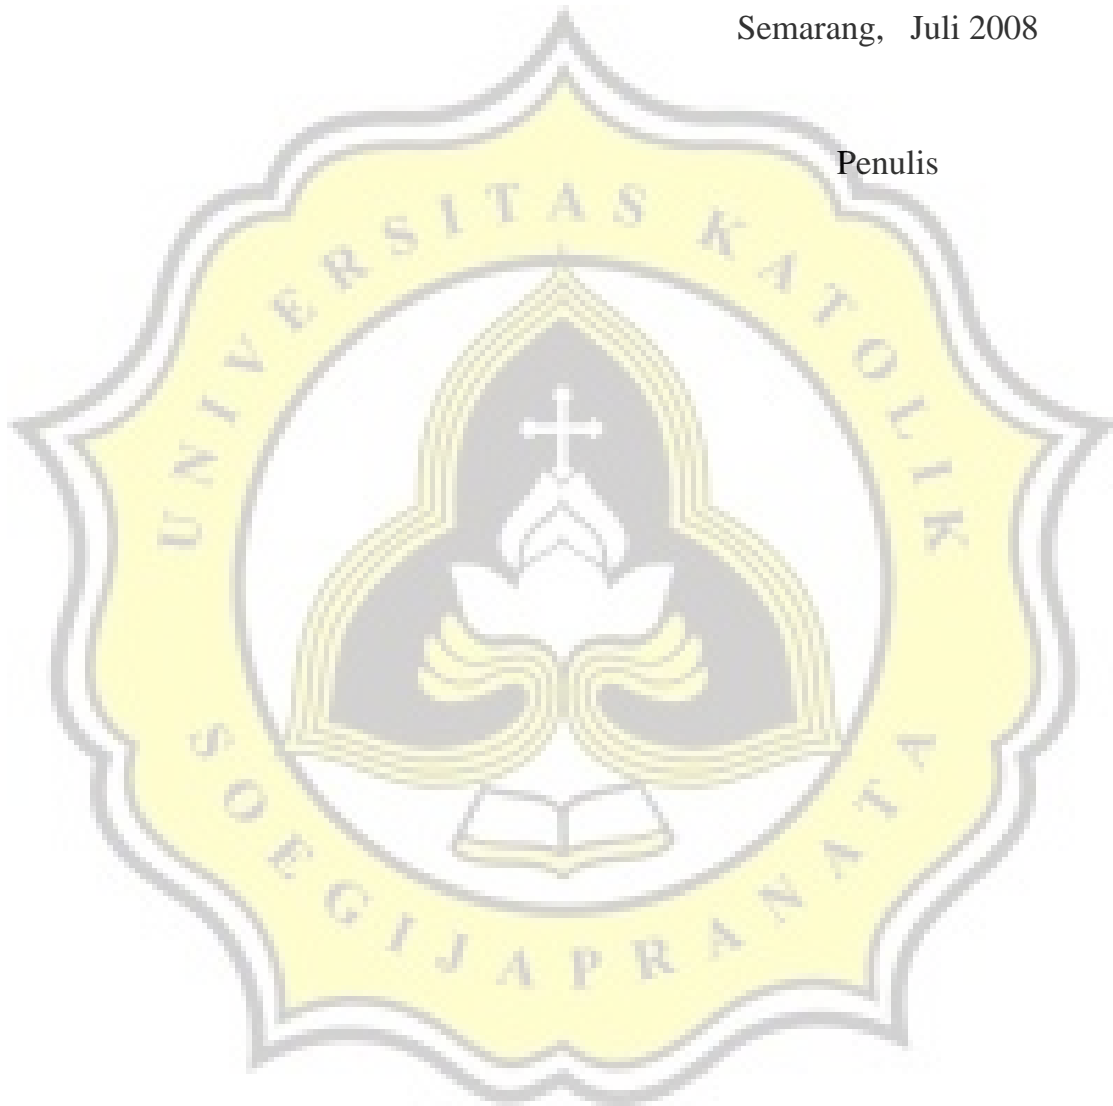 Semarang, Juli 2008
Penulis
UNIVERSITAS KATOLIK
SOEGIJAPRANATA